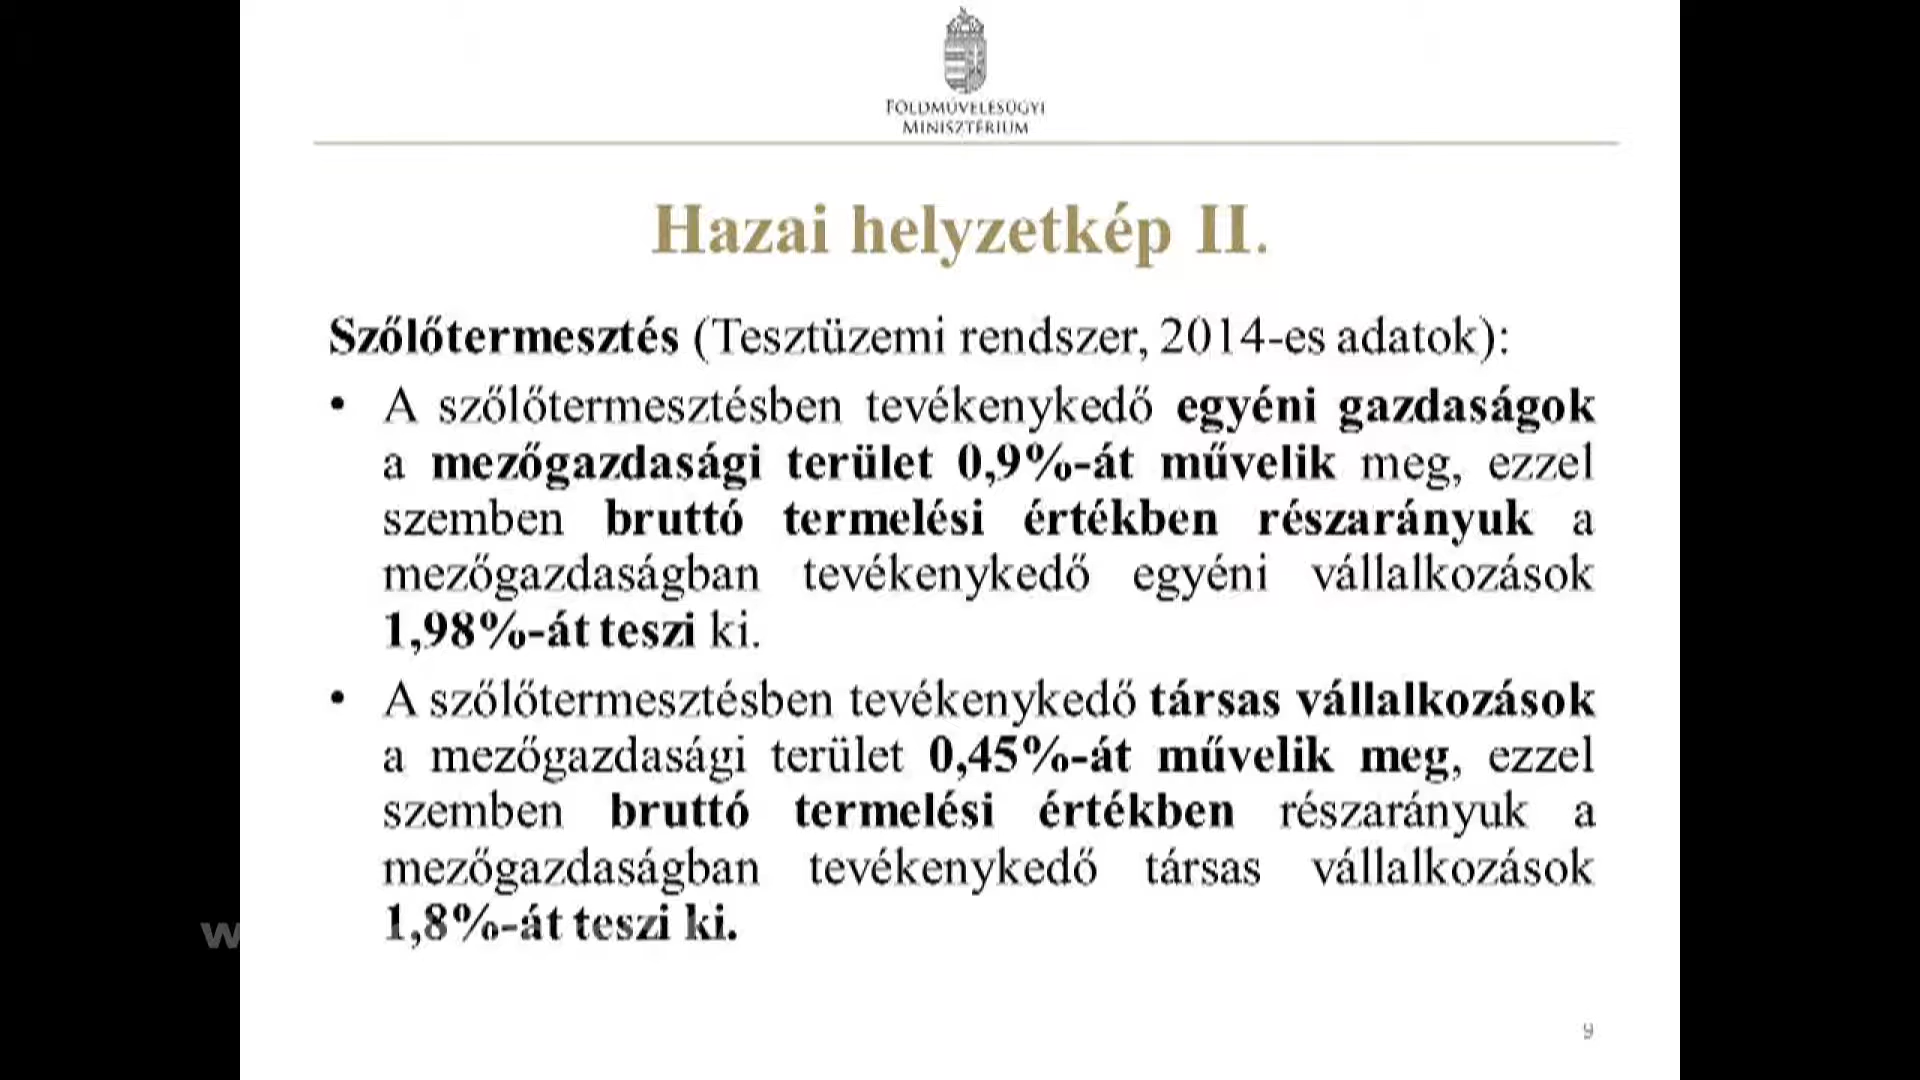 FÖLDMŰVELÉSÜGYI
MINISZTÉRIUM
Hazai helyzetkép II.
Szőlőtermesztés (Tesztüzemi rendszer, 2014-es adatok):
• A szőlőtermesztésben tevékenykedő egyéni gazdaságok
a mezőgazdasági terület 0,9%-át művelik meg, ezzel
szemben bruttó termelési értékben részarányuk a
mezőgazdaságban tevékenykedő egyéni vállalkozások
1,98%-át teszi ki.
• A szőlőtermesztésben tevékenykedő társas vállalkozások
a mezőgazdasági terület 0,45%-át művelik meg, ezzel
szemben bruttó termelési értékben részarányuk a
mezőgazdaságban tevékenykedő társas vállalkozások
1,8%-át teszi ki.
9